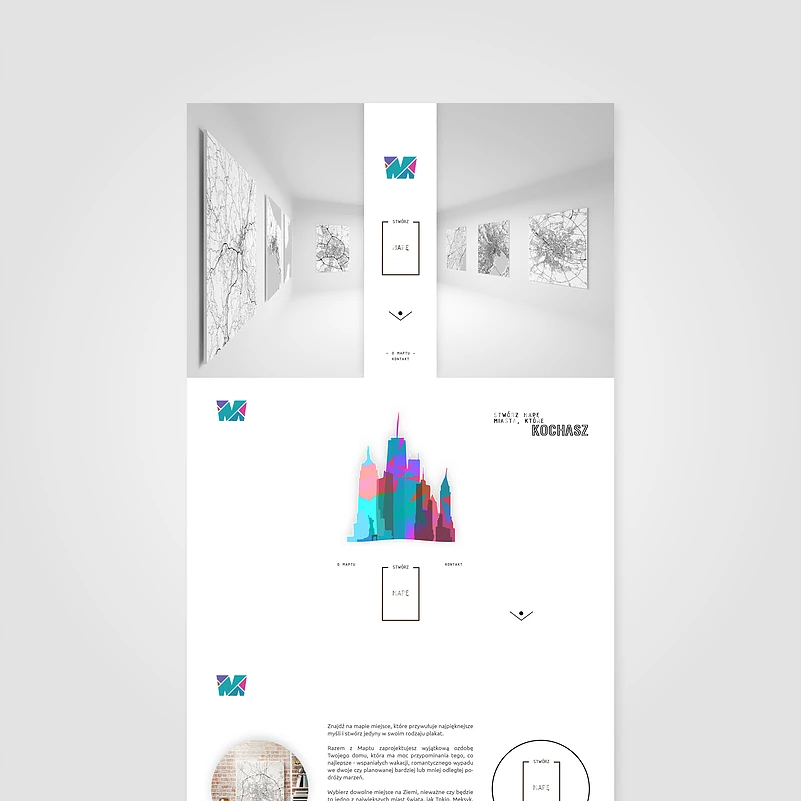 STWÓRZ
MAPĘ
- O MAPTU -
KONTAKT
STWÓRZ MAPĘ
MIASTA, KTÓRE
KOCHASZ
O MAPTU
KONTAKT
STWÓRZ
MAPĘ
Znajdź na mapie miejsce, które przywołuje najpiękniejsze
myśli i stwórz jedyny w swoim rodzaju plakat.
Razem z Maptu zaprojektujesz wyjątkową ozdobę
Twojego domu, która ma moc przypominania tego, co
najlepsze - wspaniałych wakacji, romantycznego wypadu
we dwoje czy planowanej bardziej lub mniej odległej po-
dróży marzeń.
Wybierz dowolne miejsce na Ziemi, nieważne czy będzie
to jedno z największych miast świata, jak Tokio, Meksyk,
STWÓRZ
MAPĘ